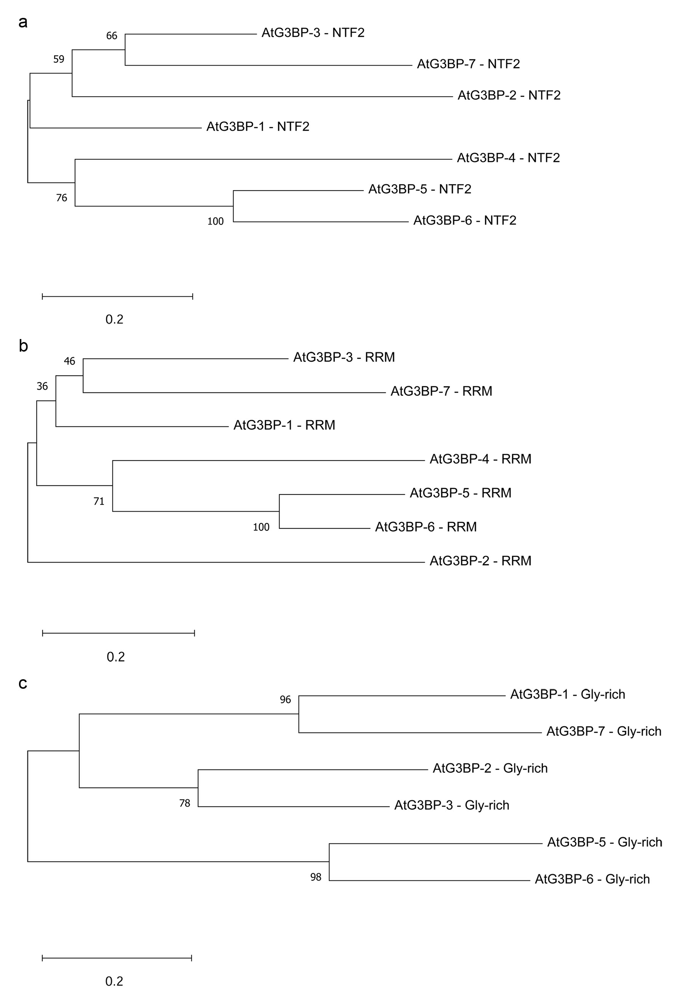 a
66
AtG3BP-3 - NTF2
59
AtG3BP-7 - NTF2
AtG3BP-2 - NTF2
AtG3BP-1 - NTF2
AtG3BP-4 - NTF2
AtG3BP-5 - NTF2
76
100
AtG3BP-6 - NTF2
0.2
b
46
AtG3BP-3 - RRM
36
AtG3BP-7 - RRM
AtG3BP-1 - RRM
AtG3BP-4 - RRM
AtG3BP-5 - RRM
71
100
AtG3BP-6 - RRM
AtG3BP-2 - RRM
0.2
c
96
AtG3BP-1 - Gly-rich
AtG3BP-7 - Gly-rich
AtG3BP-2 - Gly-rich
78
AtG3BP-3 - Gly-rich
AtG3BP-5 - Gly-rich
98
AtG3BP-6 - Gly-rich
0.2